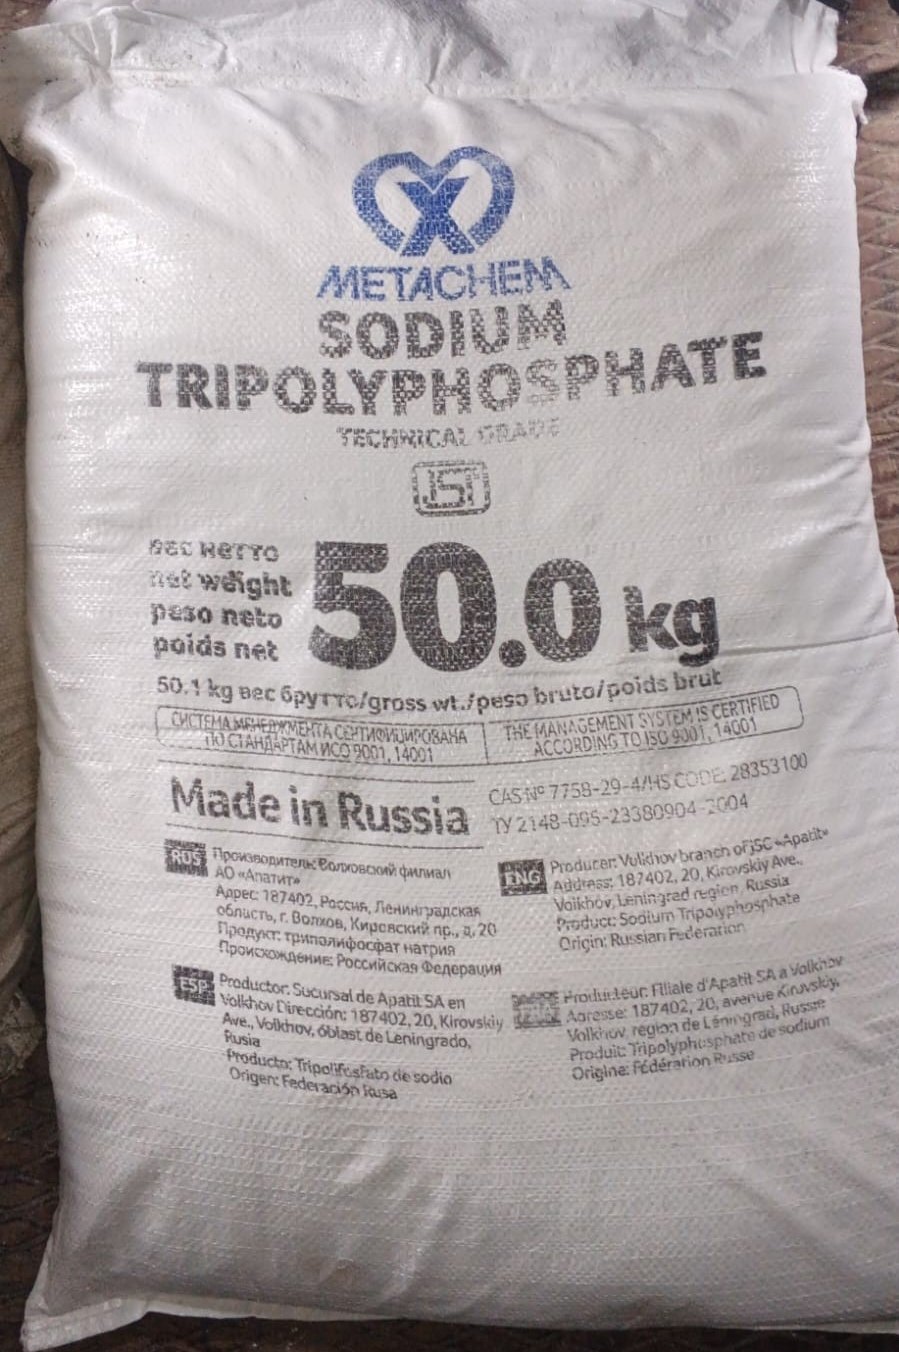 METACHEM
SODIUM
TRIPOLYPHOSPHATE
TECHNICAL GRADE
ISI
вес нетто
net weight
peso neto
poids net
50.0 kg
50.1 kg вес брутто/gross wt./peso bruto/poids brut
СИСТЕМА МЕНЕДЖМЕНТА СЕРТИФИЦИРОВАНА
ПО СТАНДАРТАМ ИСО 9001, 14001
THE MANAGEMENT SYSTEM IS CERTIFIED
ACCORDING TO ISO 9001, 14001
Made in Russia
CAS № 7758-29-4/HS CODE: 28353100
ТУ 2148-095-23380904-2004
RUS
Производитель: Волховский филиал
АО «Апатит»
Адрес: 187402, Россия, Ленинградская
область, г. Волхов, Кировский пр., д. 20
Продукт: триполифосфат натрия
Происхождение: Российская Федерация
ENG
Producer: Volkhov branch of JSC «Apatit»
Address: 187402, 20, Kirovskiy Ave.,
Volkhov, Leningrad region, Russia
Product: Sodium Tripolyphosphate
Origin: Russian Federation
ESP
Productor: Sucursal de Apatit SA en
Volkhov Dirección: 187402, 20, Kirovskiy
Ave., Volkhov, óblast de Leningrado,
Rusia
Producto: Tripolifosfato de sodio
Origen: Federación Rusa
Producteur: Filiale d'Apatit SA a Volkhov
Adresse: 187402, 20, avenue Kirovskiy,
Volkhov, region de Léningrad, Russie
Produit: Tripolyphosphate de sodium
Origine: Fédération Russe